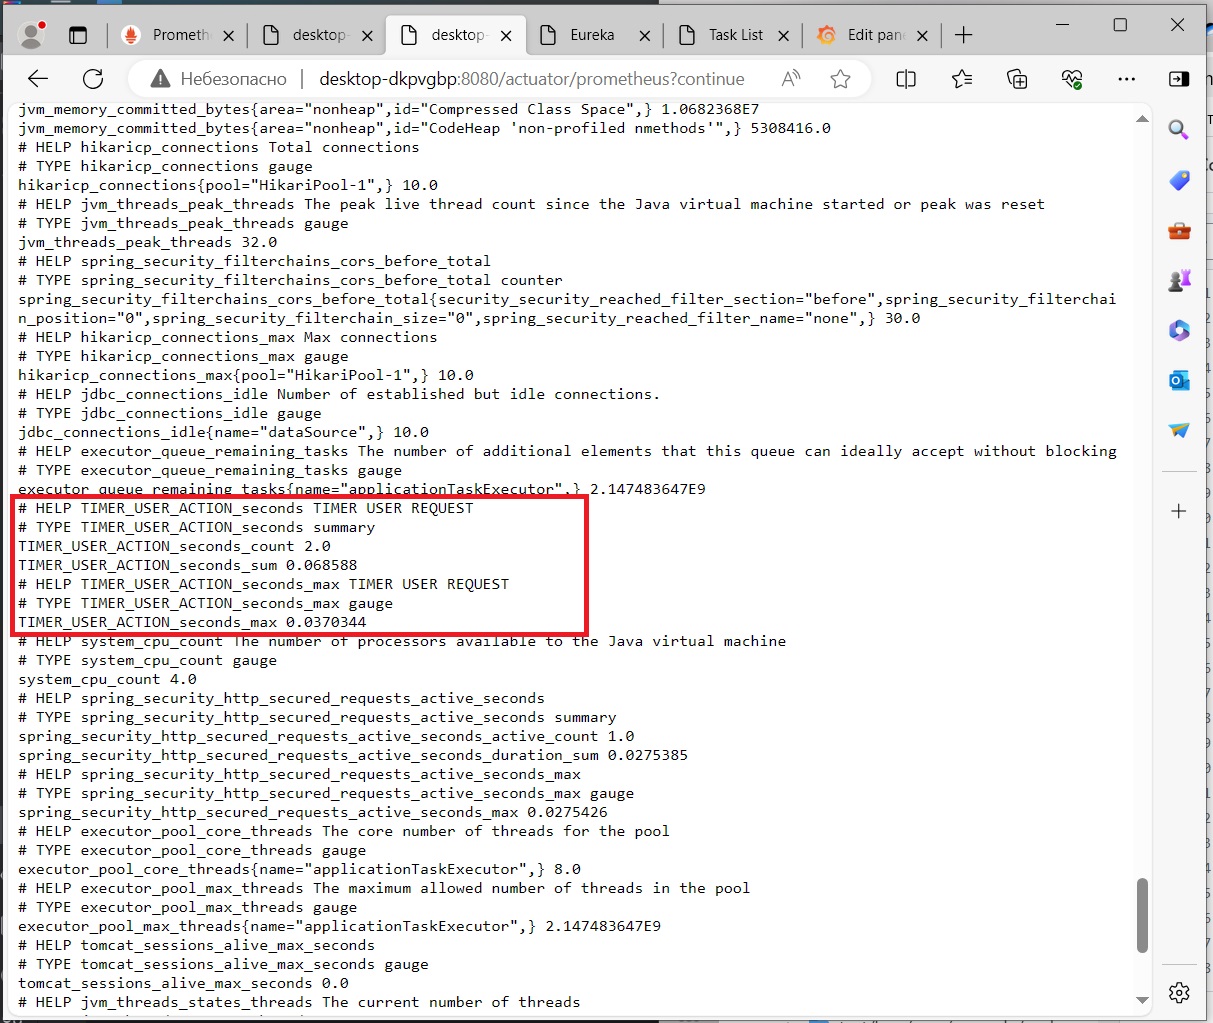 Prometh
desktop-
desktop-
Eureka
Task List
Edit pane
Небезопасно
desktop-dkpvgbp:8080/actuator/prometheus?continue
jvm_memory_committed_bytes{area="nonheap",id="Compressed Class Space",} 1.0682368E7
jvm_memory_committed_bytes{area="nonheap",id="CodeHeap 'non-profiled nmethods'",} 5308416.0
# HELP hikaricp_connections Total connections
# TYPE hikaricp_connections gauge
hikaricp_connections{pool="HikariPool-1",} 10.0
# HELP jvm_threads_peak_threads The peak live thread count since the Java virtual machine started or peak was reset
# TYPE jvm_threads_peak_threads gauge
jvm_threads_peak_threads 32.0
# HELP spring_security_filterchains_cors_before_total
# TYPE spring_security_filterchains_cors_before_total counter
spring_security_filterchains_cors_before_total{security_security_reached_filter_section="before",spring_security_filterchai
n_position="0",spring_security_filterchain_size="0",spring_security_reached_filter_name="none",} 30.0
# HELP hikaricp_connections_max Max connections
# TYPE hikaricp_connections_max gauge
hikaricp_connections_max{pool="HikariPool-1",} 10.0
# HELP jdbc_connections_idle Number of established but idle connections.
# TYPE jdbc_connections_idle gauge
jdbc_connections_idle{name="dataSource",} 10.0
# HELP executor_queue_remaining_tasks The number of additional elements that this queue can ideally accept without blocking
# TYPE executor_queue_remaining_tasks gauge
executor_queue_remaining_tasks{name="applicationTaskExecutor",} 2.147483647E9
# HELP TIMER_USER_ACTION_seconds TIMER USER REQUEST
# TYPE TIMER_USER_ACTION_seconds summary
TIMER_USER_ACTION_seconds_count 2.0
TIMER_USER_ACTION_seconds_sum 0.068588
# HELP TIMER_USER_ACTION_seconds_max TIMER USER REQUEST
# TYPE TIMER_USER_ACTION_seconds_max gauge
TIMER_USER_ACTION_seconds_max 0.0370344
# HELP system_cpu_count The number of processors available to the Java virtual machine
# TYPE system_cpu_count gauge
system_cpu_count 4.0
# HELP spring_security_http_secured_requests_active_seconds
# TYPE spring_security_http_secured_requests_active_seconds summary
spring_security_http_secured_requests_active_seconds_active_count 1.0
spring_security_http_secured_requests_active_seconds_duration_sum 0.0275385
# HELP spring_security_http_secured_requests_active_seconds_max
# TYPE spring_security_http_secured_requests_active_seconds_max gauge
spring_security_http_secured_requests_active_seconds_max 0.0275426
# HELP executor_pool_core_threads The core number of threads for the pool
# TYPE executor_pool_core_threads gauge
executor_pool_core_threads{name="applicationTaskExecutor",} 8.0
# HELP executor_pool_max_threads The maximum allowed number of threads in the pool
# TYPE executor_pool_max_threads gauge
executor_pool_max_threads{name="applicationTaskExecutor",} 2.147483647E9
# HELP tomcat_sessions_alive_max_seconds
# TYPE tomcat_sessions_alive_max_seconds gauge
tomcat_sessions_alive_max_seconds 0.0
# HELP jvm_threads_states_threads The current number of threads